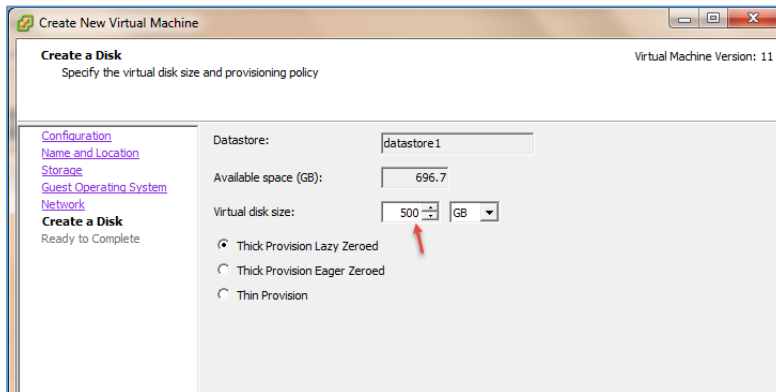 Create New Virtual Machine
Create a Disk
Specify the virtual disk size and provisioning policy
Virtual Machine Version: 11
Configuration
Name and Location
Storage
Guest Operating System
Network
Create a Disk
Ready to Complete
Datastore:
datastore1
Available space (GB):
696.7
Virtual disk size:
500
GB
Thick Provision Lazy Zeroed
Thick Provision Eager Zeroed
Thin Provision